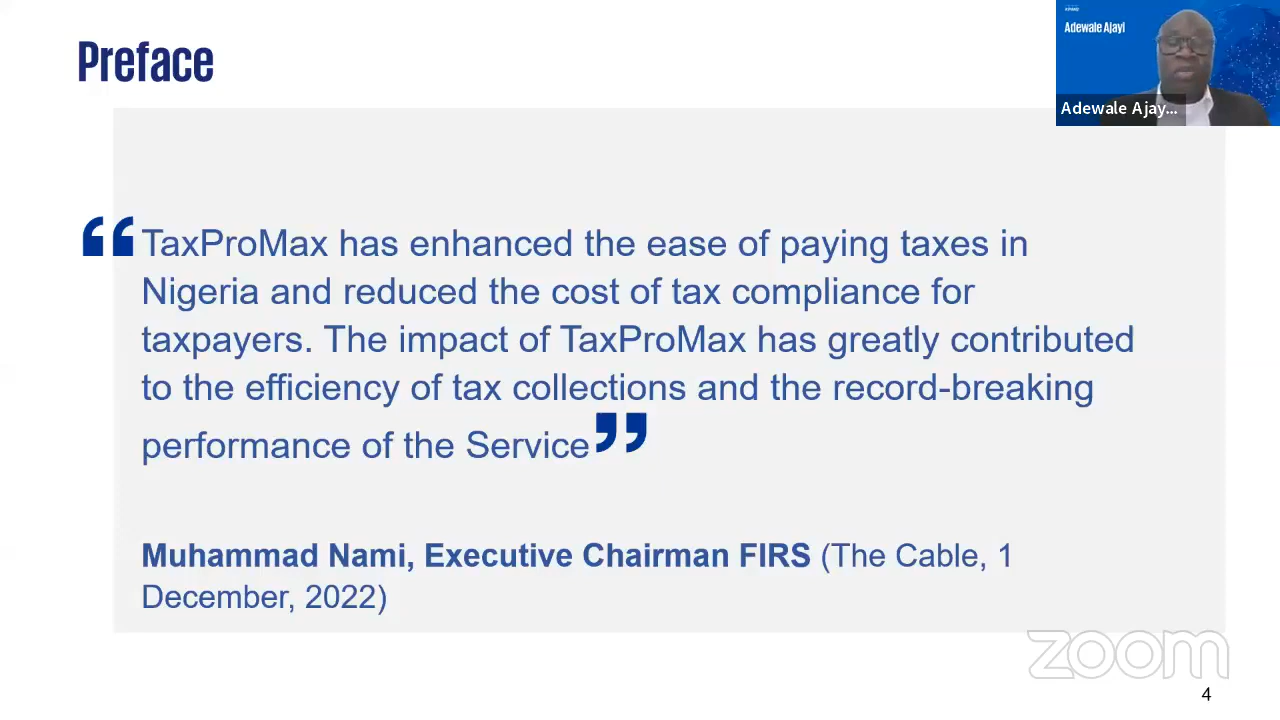 Preface
KPMG
Adewale Ajayi
Adewale Ajay...
“TaxProMax has enhanced the ease of paying taxes in
Nigeria and reduced the cost of tax compliance for
taxpayers. The impact of TaxProMax has greatly contributed
to the efficiency of tax collections and the record-breaking
performance of the Service”
Muhammad Nami, Executive Chairman FIRS (The Cable, 1
December, 2022)
zoom
4